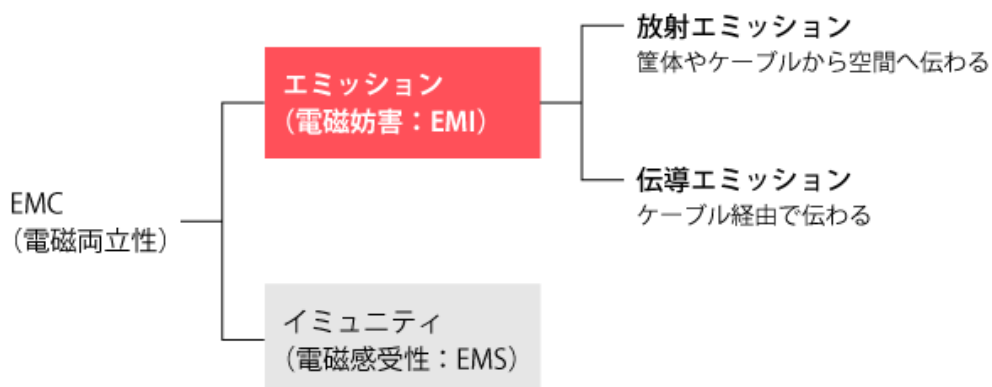 EMC
（電磁両立性）
エミッション
（電磁妨害：EMI）
放射エミッション
筐体やケーブルから空間へ伝わる
伝導エミッション
ケーブル経由で伝わる
イミュニティ
（電磁感受性：EMS）